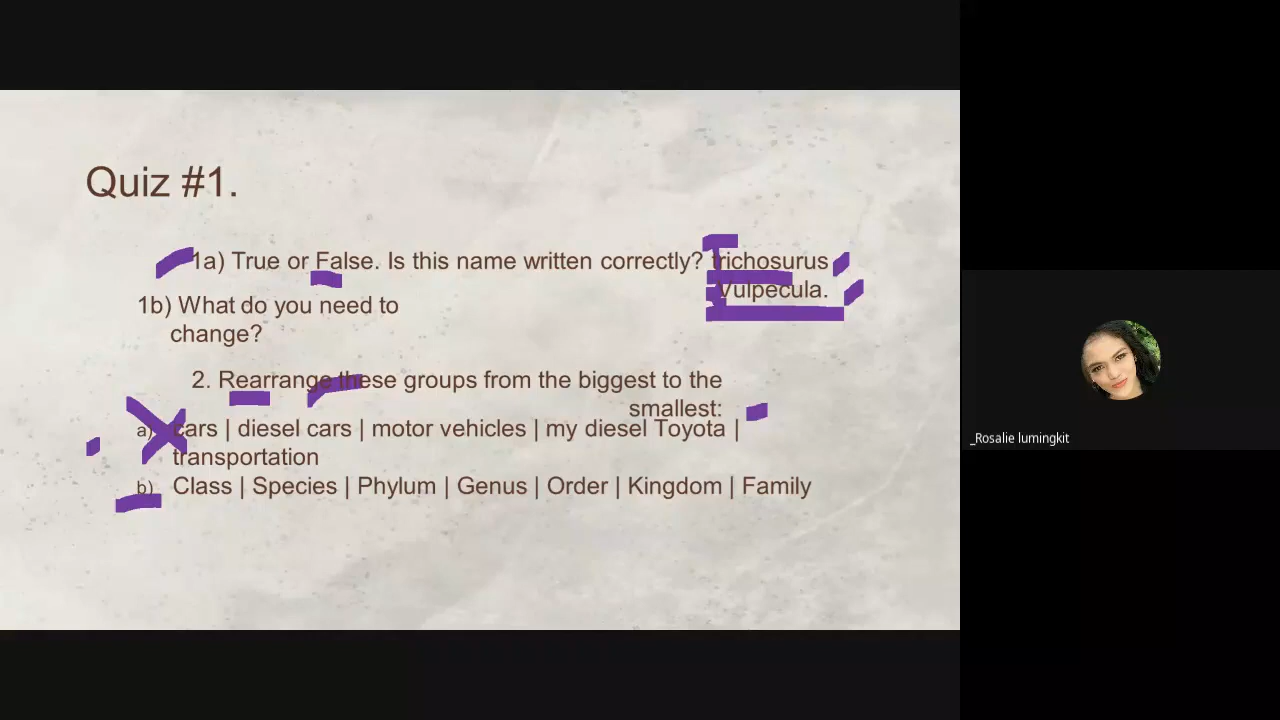 Quiz #1.
1a) True or False. Is this name written correctly? trichosurus
Vulpecula.
1b) What do you need to
change?
2. Rearrange these groups from the biggest to the
smallest:
a) cars | diesel cars | motor vehicles | my diesel Toyota |
transportation
b) Class | Species | Phylum | Genus | Order | Kingdom | Family
_Rosalie lumingkit